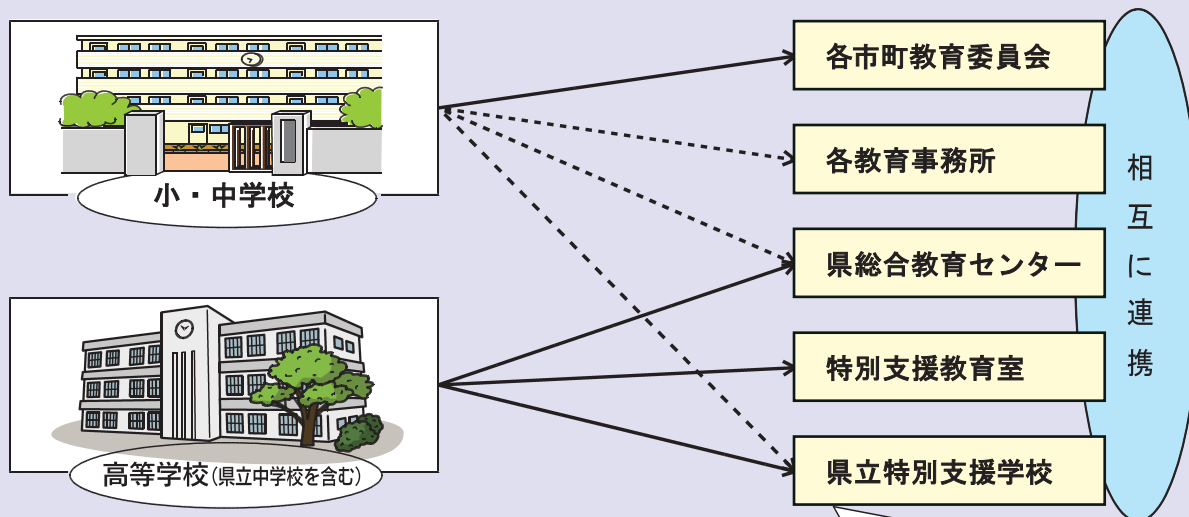 小・中学校
高等学校(県立中学校を含む)
各市町教育委員会
各教育事務所
県総合教育センター
特別支援教育室
県立特別支援学校
相互に連携